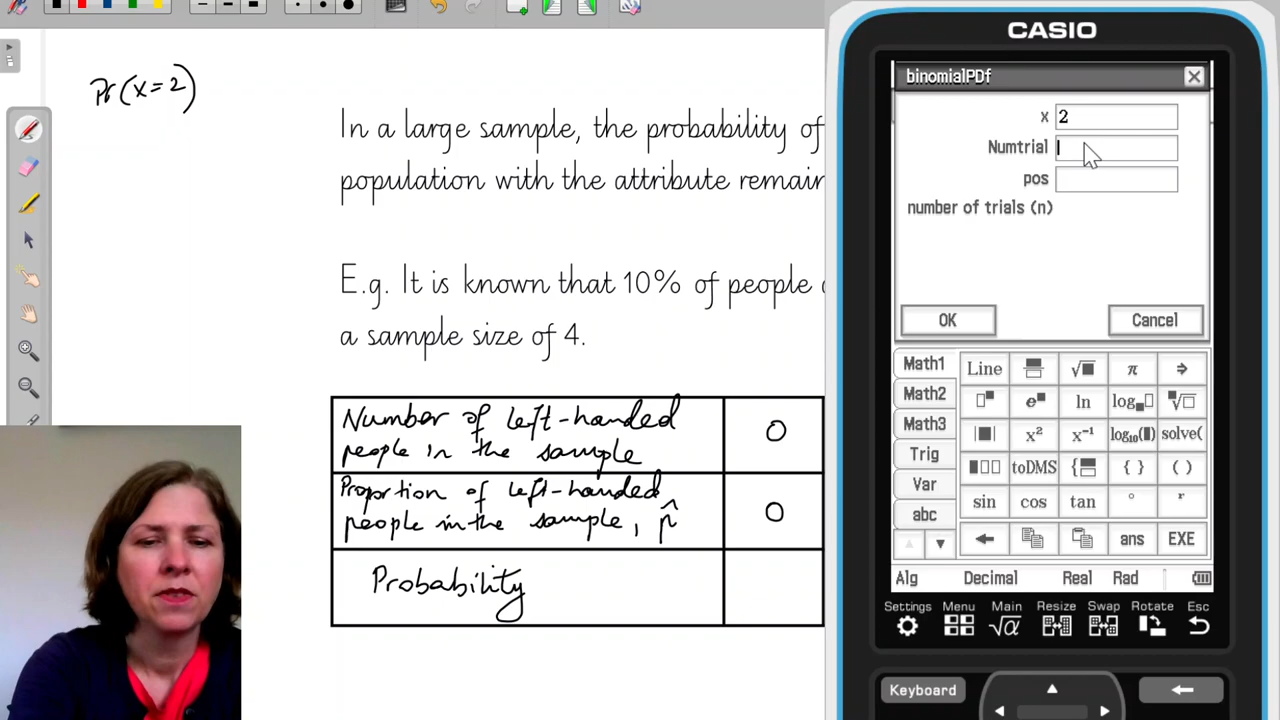 Pr(X=2)
In a large sample, the probability of
population with the attribute remain
E.g. It is known that 10% of people
a sample size of 4.
Number of left-handed
people in the sample
0
Proportion of left-handed
people in the sample, p̂
0
Probability
CASIO
binomialPDf
x 2
Numtrial
pos
number of trials (n)
OK Cancel
Math1 Line √■ π ⇒
Math2 e■ ln log■□ ■√□
Math3 |■| x² x⁻¹ log₁₀(■) solve(
Trig ■□□ toDMS {■ { } ( )
Var sin cos tan ° r
abc ans EXE
Alg Decimal Real Rad
Settings Menu Main Resize Swap Rotate Esc
√α
Keyboard